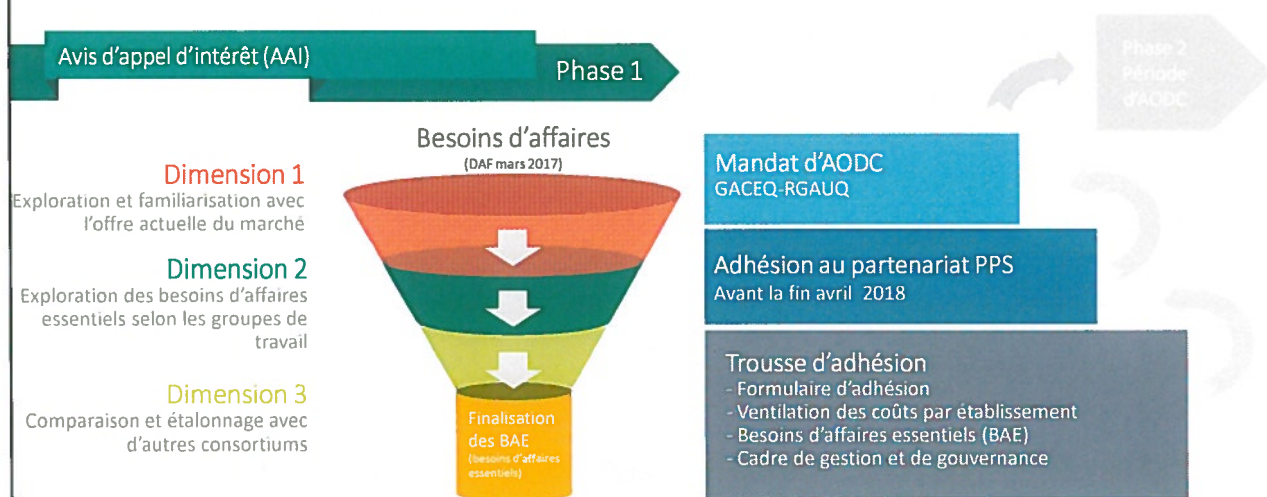 Avis d'appel d'intérêt (AAI)
Phase 1
Phase 2
Période
d'AODC
Besoins d'affaires
(DAF mars 2017)
Dimension 1
Exploration et familiarisation avec
l'offre actuelle du marché
Dimension 2
Exploration des besoins d'affaires
essentiels selon les groupes de
travail
Dimension 3
Comparaison et étalonnage avec
d'autres consortiums
Finalisation
des BAE
(besoins d'affaires
essentiels)
Mandat d'AODC
GACEQ-RGAUQ
Adhésion au partenariat PPS
Avant la fin avril 2018
Trousse d'adhésion
- Formulaire d'adhésion
- Ventilation des coûts par établissement
- Besoins d'affaires essentiels (BAE)
- Cadre de gestion et de gouvernance